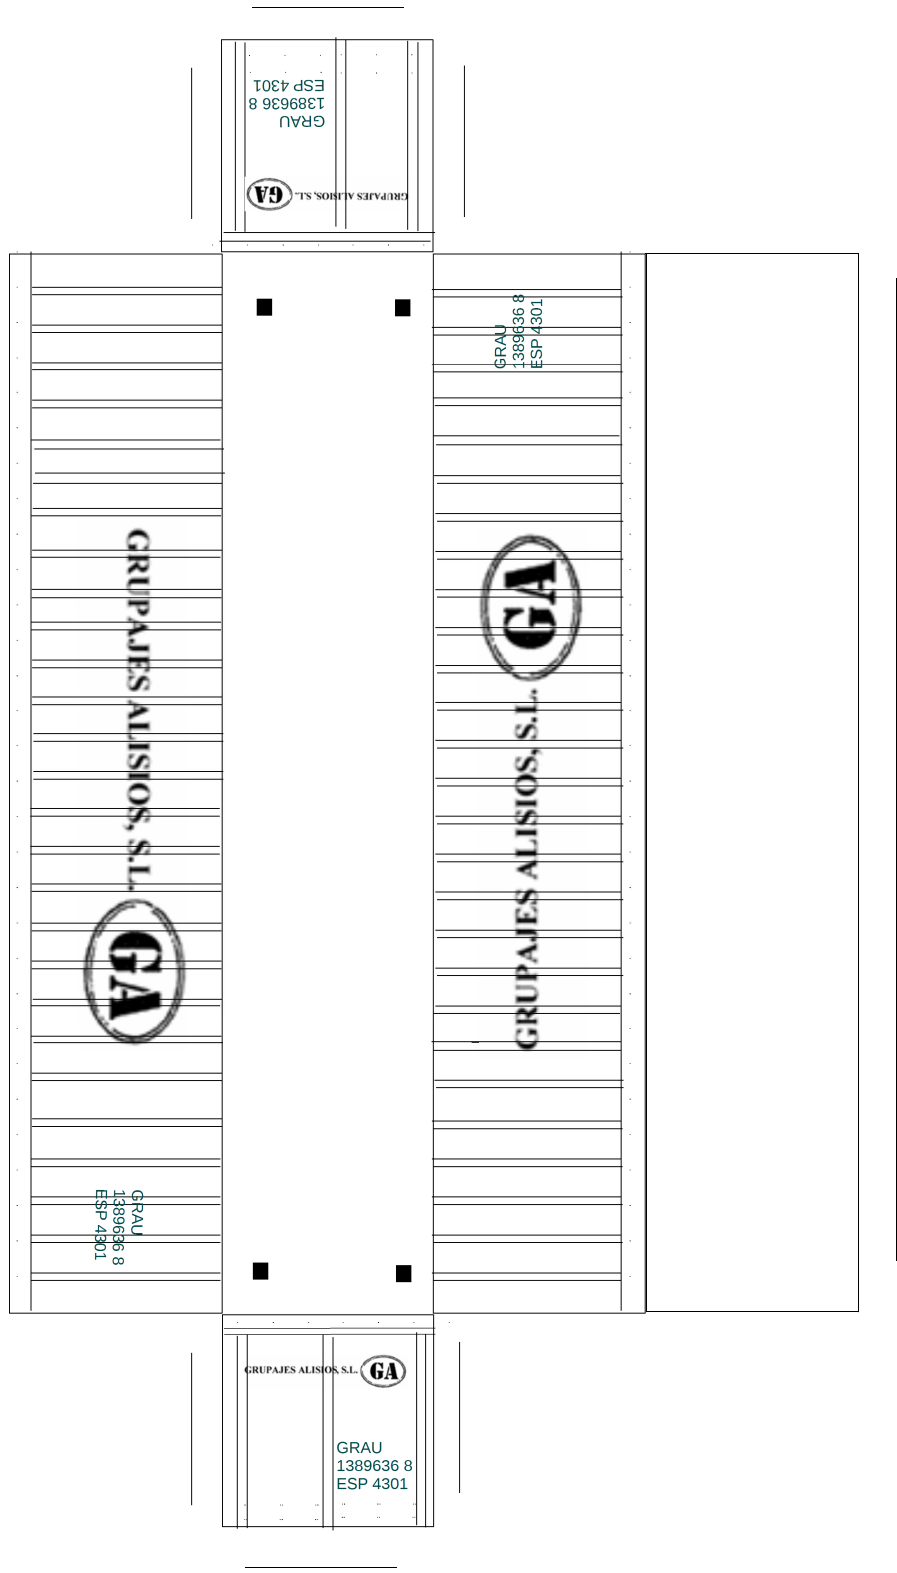 ESP 4301
1389636 8
GRAU
GA
GRUPAJES ALISIOS, S.L.
GRAU
1389636 8
ESP 4301
GA
GRUPAJES ALISIOS, S.L.
GRUPAJES ALISIOS, S.L.
GA
GRAU
1389636 8
ESP 4301
GRUPAJES ALISIOS, S.L.
GA
GRAU
1389636 8
ESP 4301